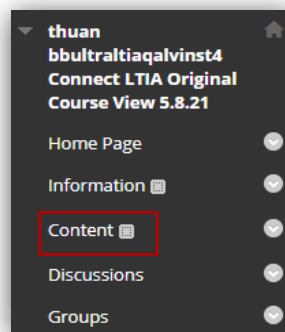 thuan
bbultraltiaqalvinst4
Connect LTIA Original
Course View 5.8.21
Home Page
Information
Content
Discussions
Groups